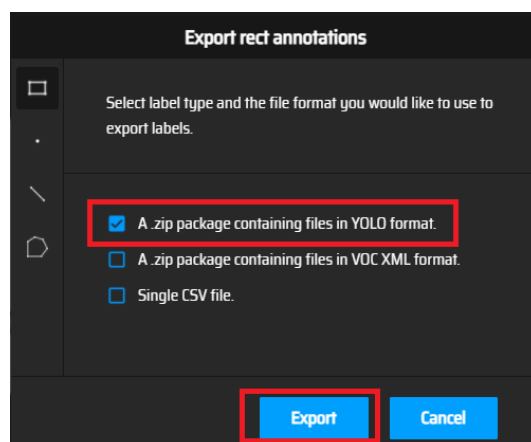 Export rect annotations
Select label type and the file format you would like to use to
export labels.
A .zip package containing files in YOLO format.
A .zip package containing files in VOC XML format.
Single CSV file.
Export
Cancel